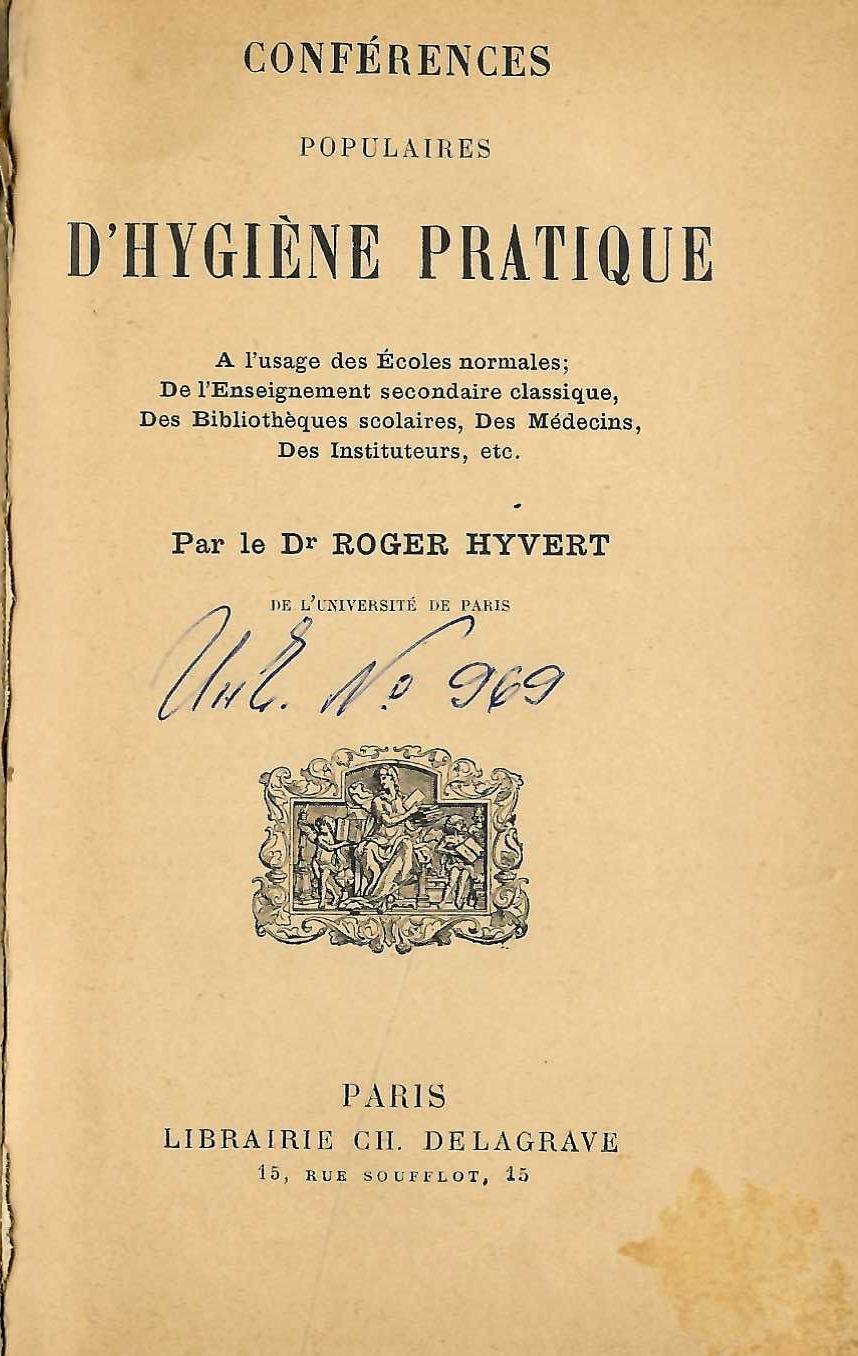 CONFÉRENCES
POPULAIRES
D'HYGIÈNE PRATIQUE
A l'usage des Écoles normales;
De l'Enseignement secondaire classique,
Des Bibliothèques scolaires, Des Médecins,
Des Instituteurs, etc.
Par le Dr ROGER HYVERT
DE L'UNIVERSITÉ DE PARIS
No 969
PARIS
LIBRAIRIE CH. DELAGRAVE
15, RUE SOUFFLOT, 15